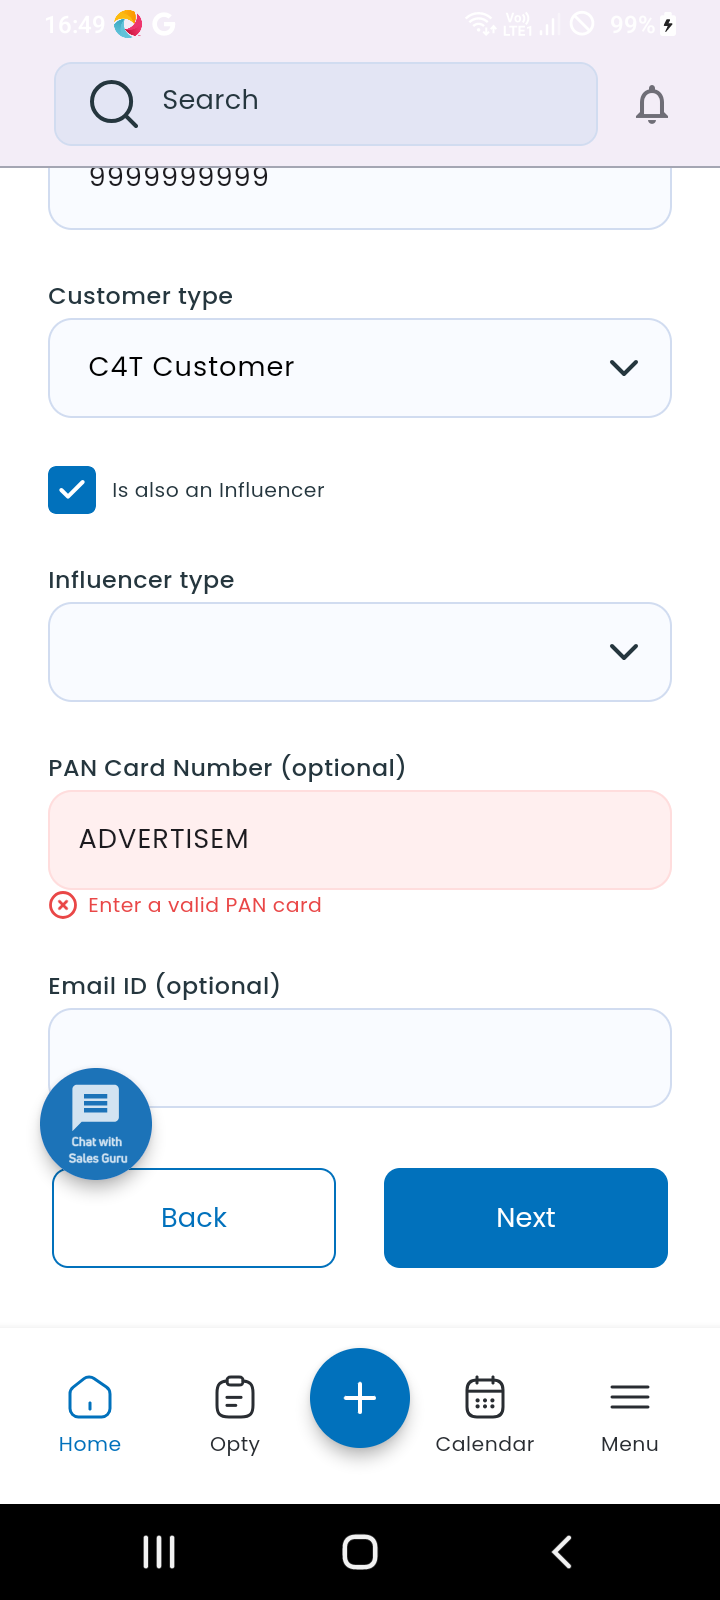 16:49
Vo))
LTE1
99%
Search
9999999999
Customer type
C4T Customer
Is also an Influencer
Influencer type
PAN Card Number (optional)
ADVERTISEM
Enter a valid PAN card
Email ID (optional)
Chat with
Sales Guru
Back
Next
Home
Opty
Calendar
Menu